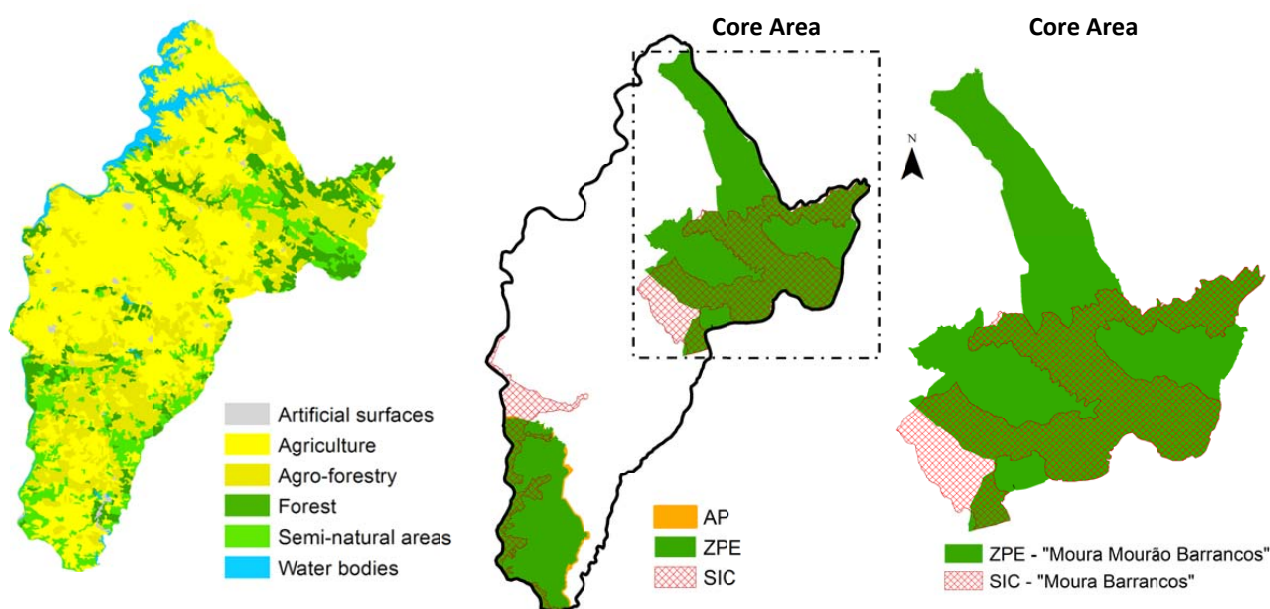 Core Area
Core Area
N
Artificial surfaces
Agriculture
Agro-forestry
Forest
Semi-natural areas
Water bodies
AP
ZPE
SIC
ZPE - "Moura Mourão Barrancos"
SIC - "Moura Barrancos"